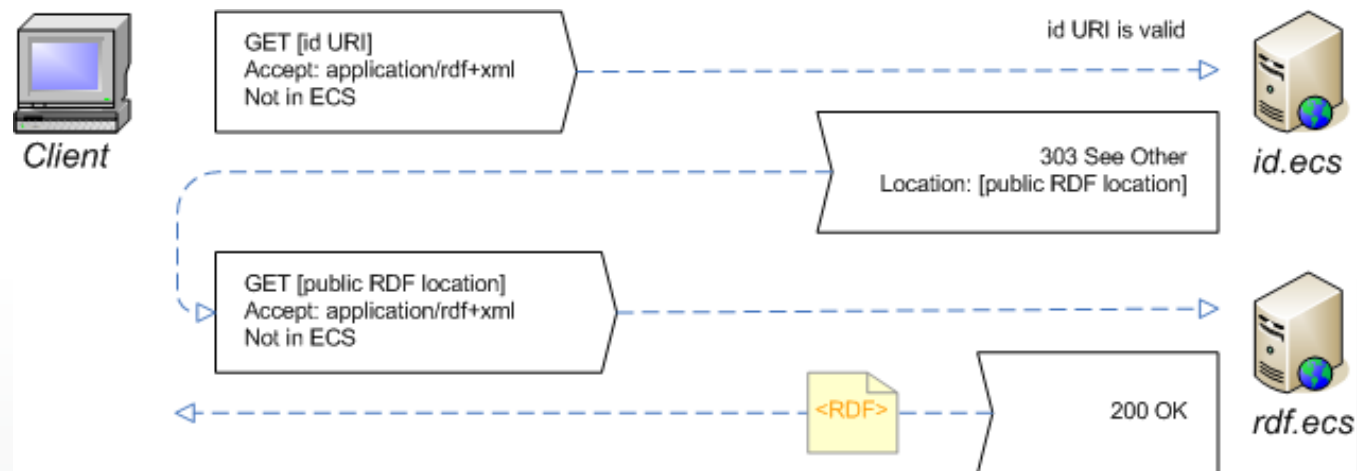 GET [id URI]
Accept: application/rdf+xml
Not in ECS
id URI is valid
Client
303 See Other
Location: [public RDF location]
id.ecs
GET [public RDF location]
Accept: application/rdf+xml
Not in ECS
<RDF>
200 OK
rdf.ecs